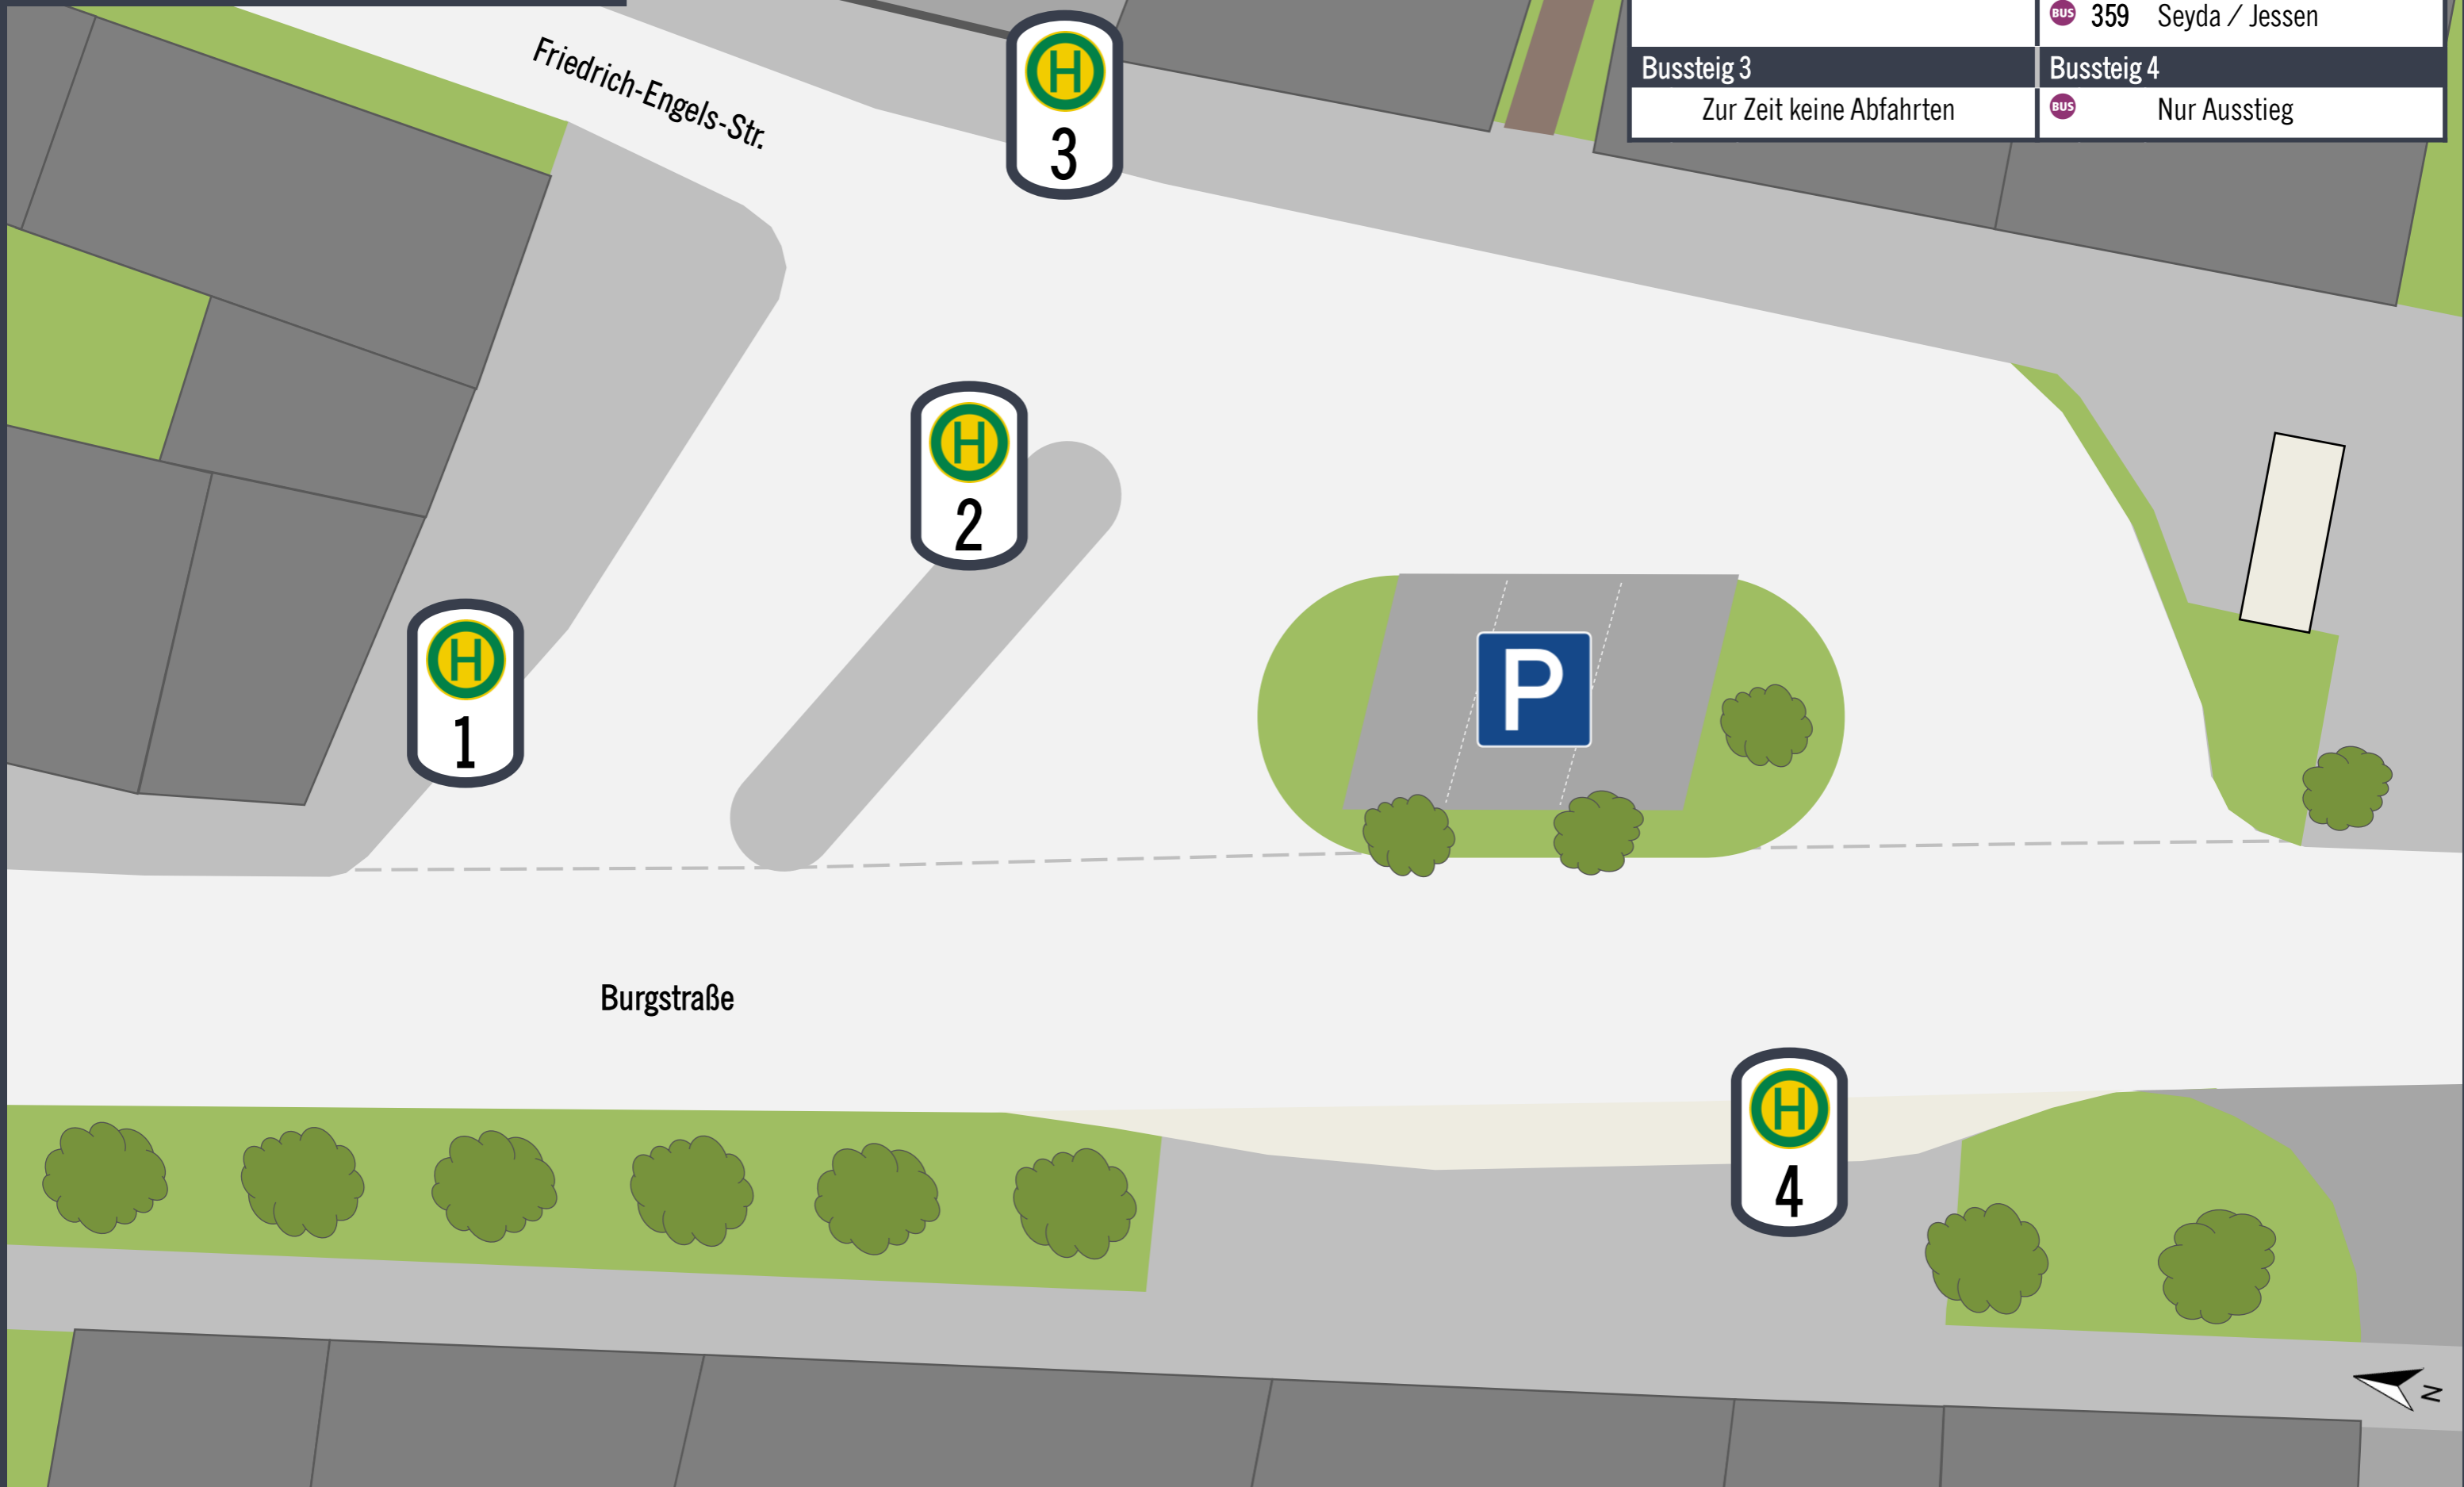 BUS 359 Seyda / Jessen
Bussteig 3 Bussteig 4
Zur Zeit keine Abfahrten BUS Nur Ausstieg
Friedrich-Engels-Str.
H
3
H
2
H
1
P
Burgstraße
H
4
N